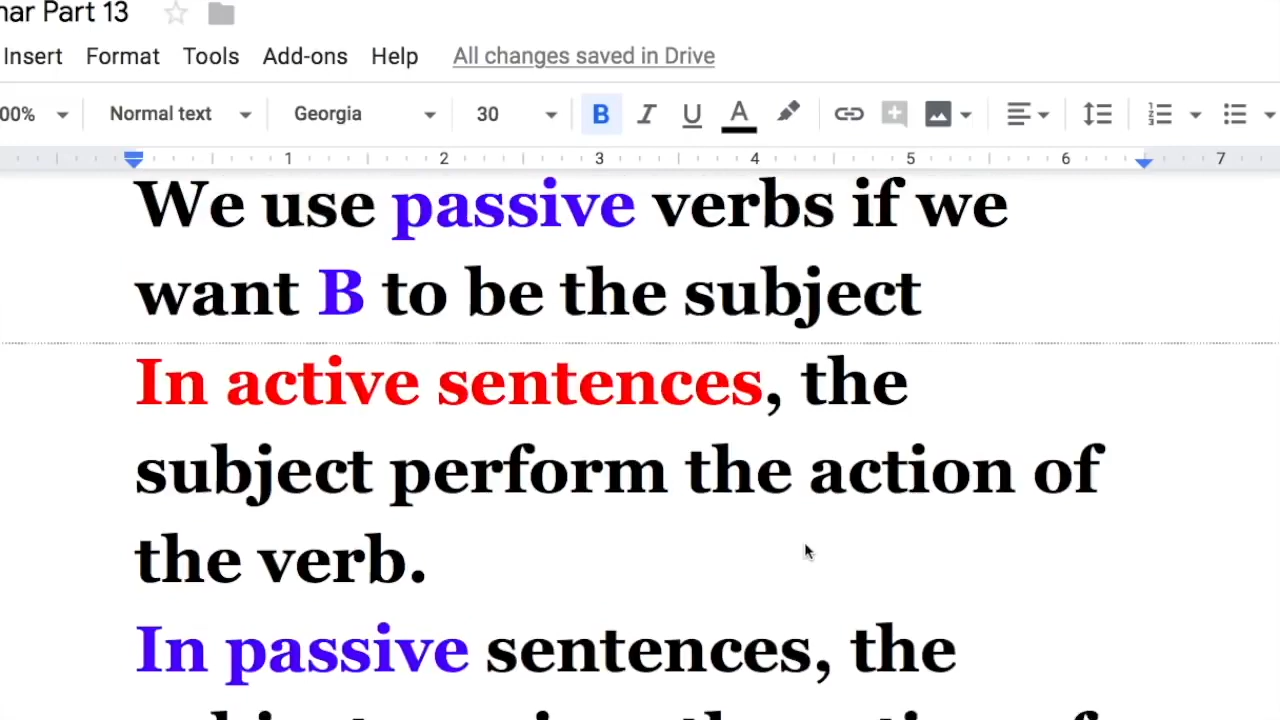 nar Part 13
Insert Format Tools Add-ons Help All changes saved in Drive
00% Normal text Georgia 30 B I U A
1 2 3 4 5 6 7
We use passive verbs if we
want B to be the subject
In active sentences, the
subject perform the action of
the verb.
In passive sentences, the